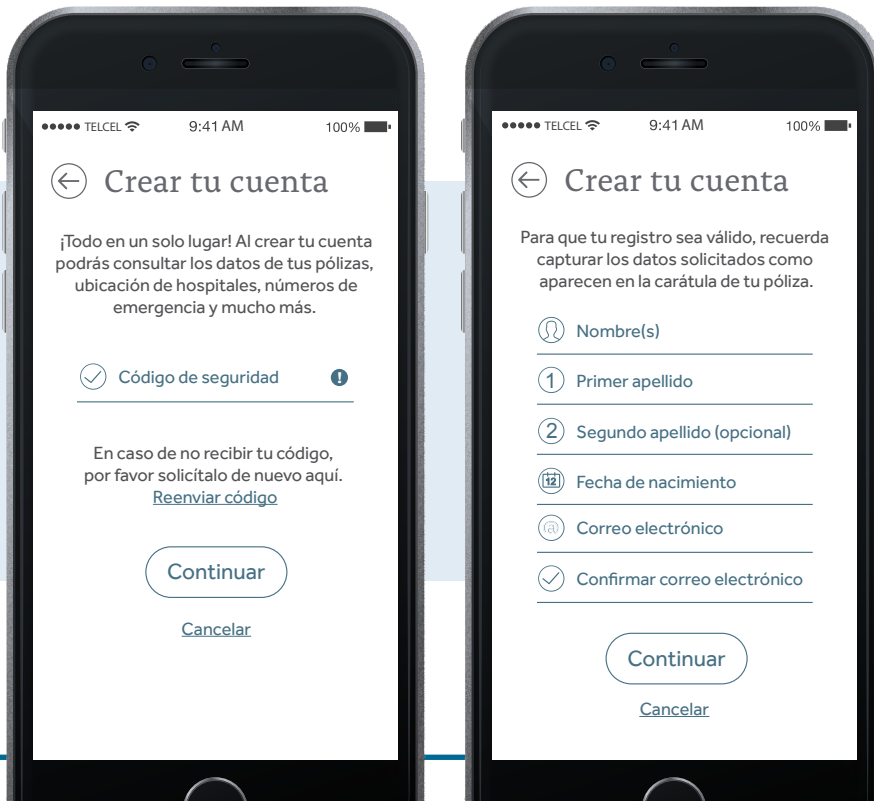 TELCEL 9:41 AM 100%
Crear tu cuenta
¡Todo en un solo lugar! Al crear tu cuenta
podrás consultar los datos de tus pólizas,
ubicación de hospitales, números de
emergencia y mucho más.
Código de seguridad !
En caso de no recibir tu código,
por favor solicítalo de nuevo aquí.
Reenviar código
Continuar
Cancelar
TELCEL 9:41 AM 100%
Crear tu cuenta
Para que tu registro sea válido, recuerda
capturar los datos solicitados como
aparecen en la carátula de tu póliza.
Nombre(s)
1 Primer apellido
2 Segundo apellido (opcional)
12 Fecha de nacimiento
@ Correo electrónico
Confirmar correo electrónico
Continuar
Cancelar